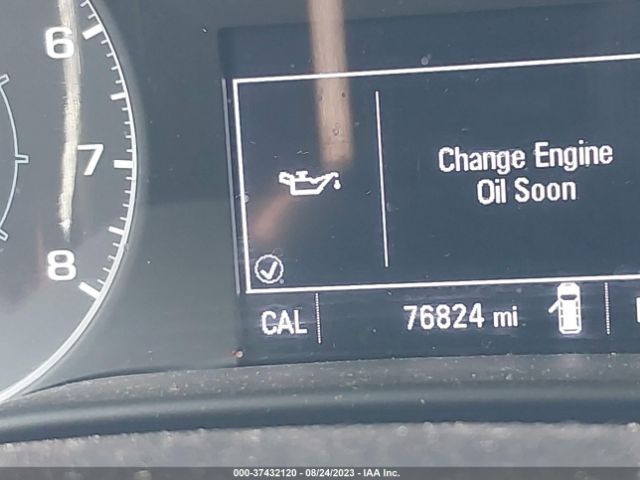 6
7
8
Change Engine
Oil Soon
CAL 76824 mi
000-37432120 - 08/24/2023 - IAA Inc.